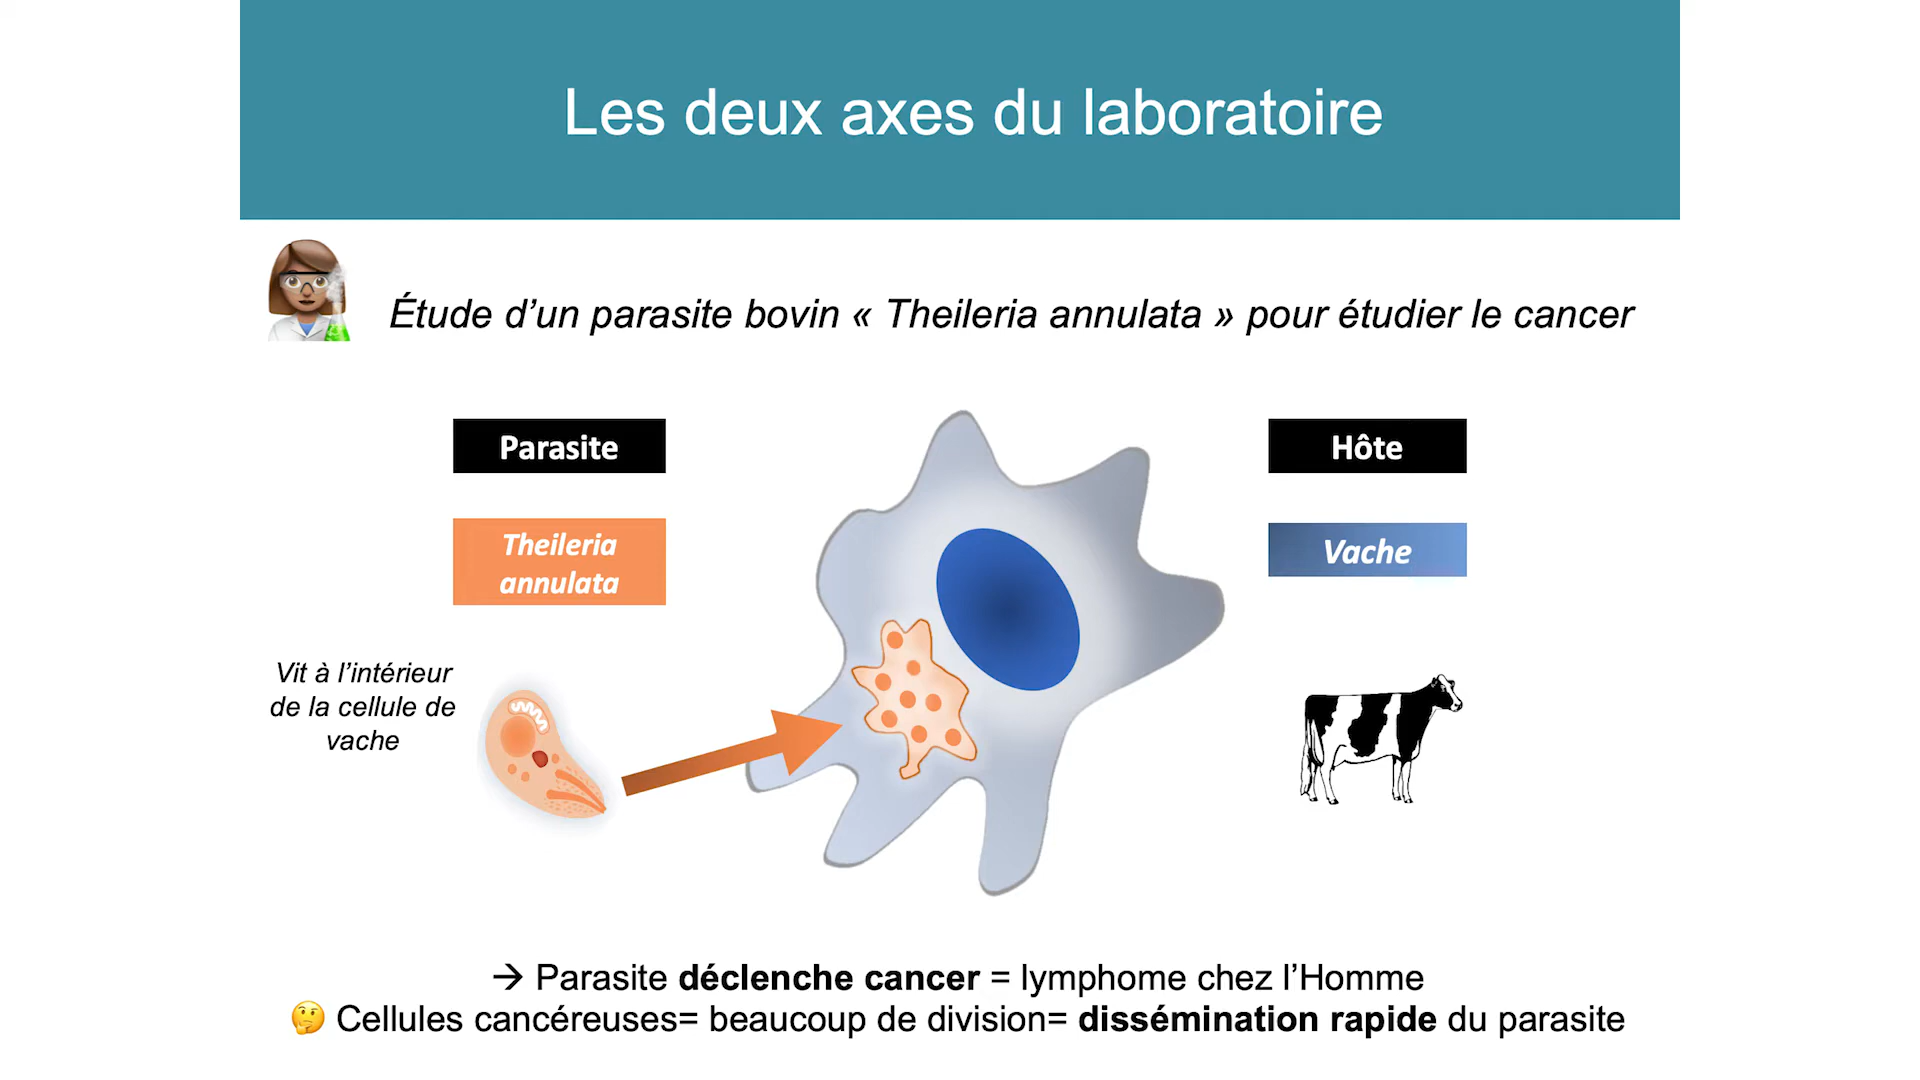 Les deux axes du laboratoire
Étude d’un parasite bovin « Theileria annulata » pour étudier le cancer
Parasite
Hôte
Theileria
annulata
Vache
Vit à l’intérieur
de la cellule de
vache
→ Parasite déclenche cancer = lymphome chez l’Homme
🤔 Cellules cancéreuses= beaucoup de division= dissémination rapide du parasite